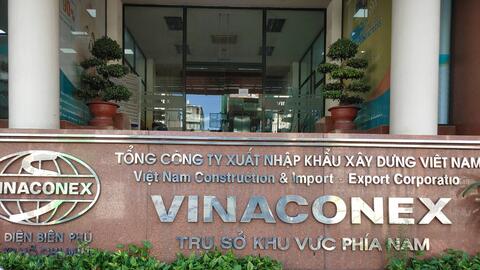 TỔNG CÔNG TY XUẤT NHẬP KHẨU XÂY DỰNG VIỆT NAM
Việt Nam Construction & Import - Export Corporatio
VINACONEX
TRỤ SỞ KHU VỰC PHÍA NAM
VINACONEX
ĐIỆN BIÊN PHỦ